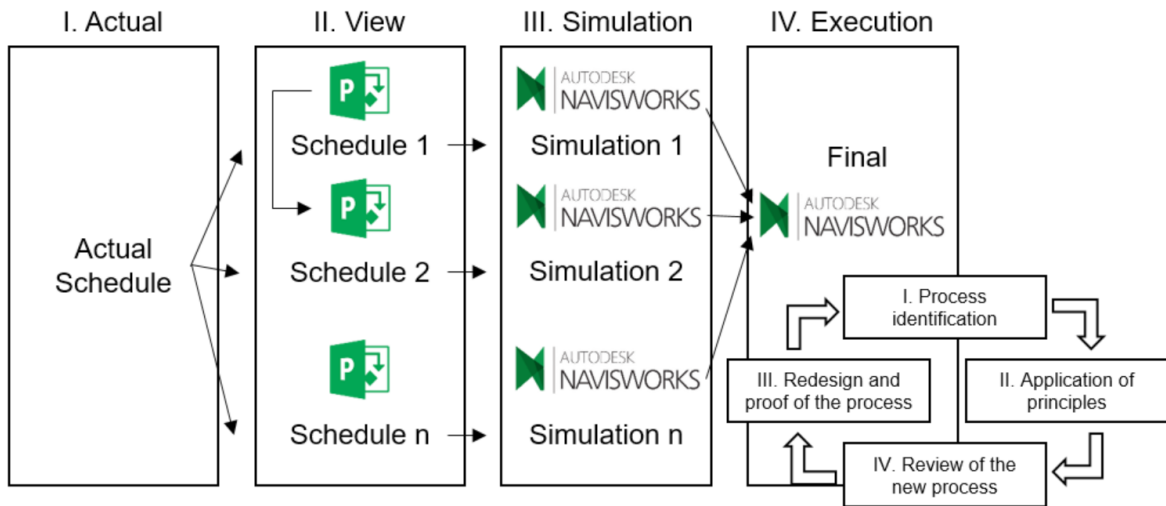 I. Actual
II. View
III. Simulation
IV. Execution
Actual
Schedule
P
Schedule 1
P
Schedule 2
P
Schedule n
AUTODESK
NAVISWORKS
Simulation 1
AUTODESK
NAVISWORKS
Simulation 2
AUTODESK
NAVISWORKS
Simulation n
Final
AUTODESK
NAVISWORKS
I. Process
identification
II. Application of
principles
III. Redesign and
proof of the process
IV. Review of the
new process